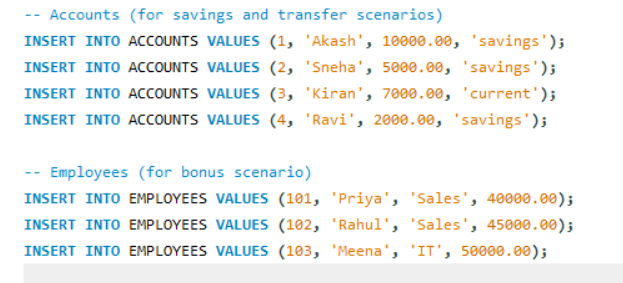 -- Accounts (for savings and transfer scenarios)
INSERT INTO ACCOUNTS VALUES (1, 'Akash', 10000.00, 'savings');
INSERT INTO ACCOUNTS VALUES (2, 'Sneha', 5000.00, 'savings');
INSERT INTO ACCOUNTS VALUES (3, 'Kiran', 7000.00, 'current');
INSERT INTO ACCOUNTS VALUES (4, 'Ravi', 2000.00, 'savings');
-- Employees (for bonus scenario)
INSERT INTO EMPLOYEES VALUES (101, 'Priya', 'Sales', 40000.00);
INSERT INTO EMPLOYEES VALUES (102, 'Rahul', 'Sales', 45000.00);
INSERT INTO EMPLOYEES VALUES (103, 'Meena', 'IT', 50000.00);